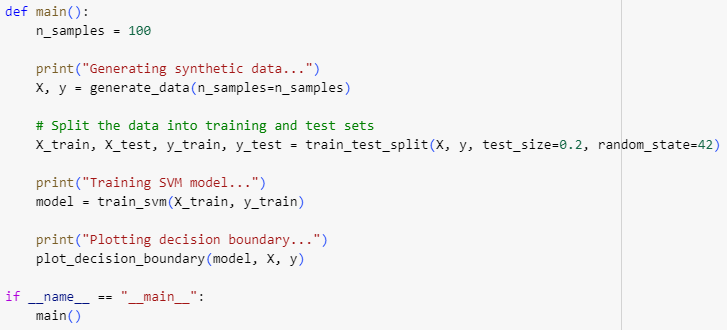 def main():
    n_samples = 100

    print("Generating synthetic data...")
    X, y = generate_data(n_samples=n_samples)

    # Split the data into training and test sets
    X_train, X_test, y_train, y_test = train_test_split(X, y, test_size=0.2, random_state=42)

    print("Training SVM model...")
    model = train_svm(X_train, y_train)

    print("Plotting decision boundary...")
    plot_decision_boundary(model, X, y)

if __name__ == "__main__":
    main()